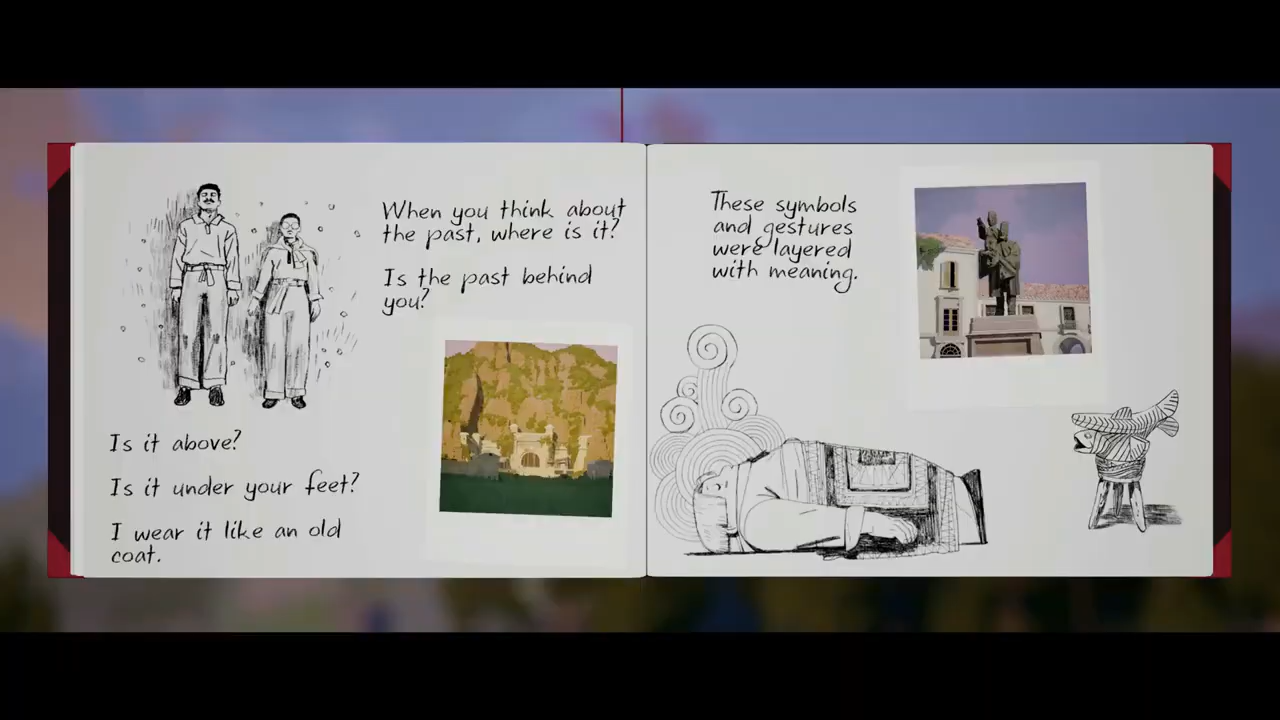 When you think about
the past, where is it?
Is the past behind
you?
Is it above?
Is it under your feet?
I wear it like an old
coat.
These symbols
and gestures
were layered
with meaning.